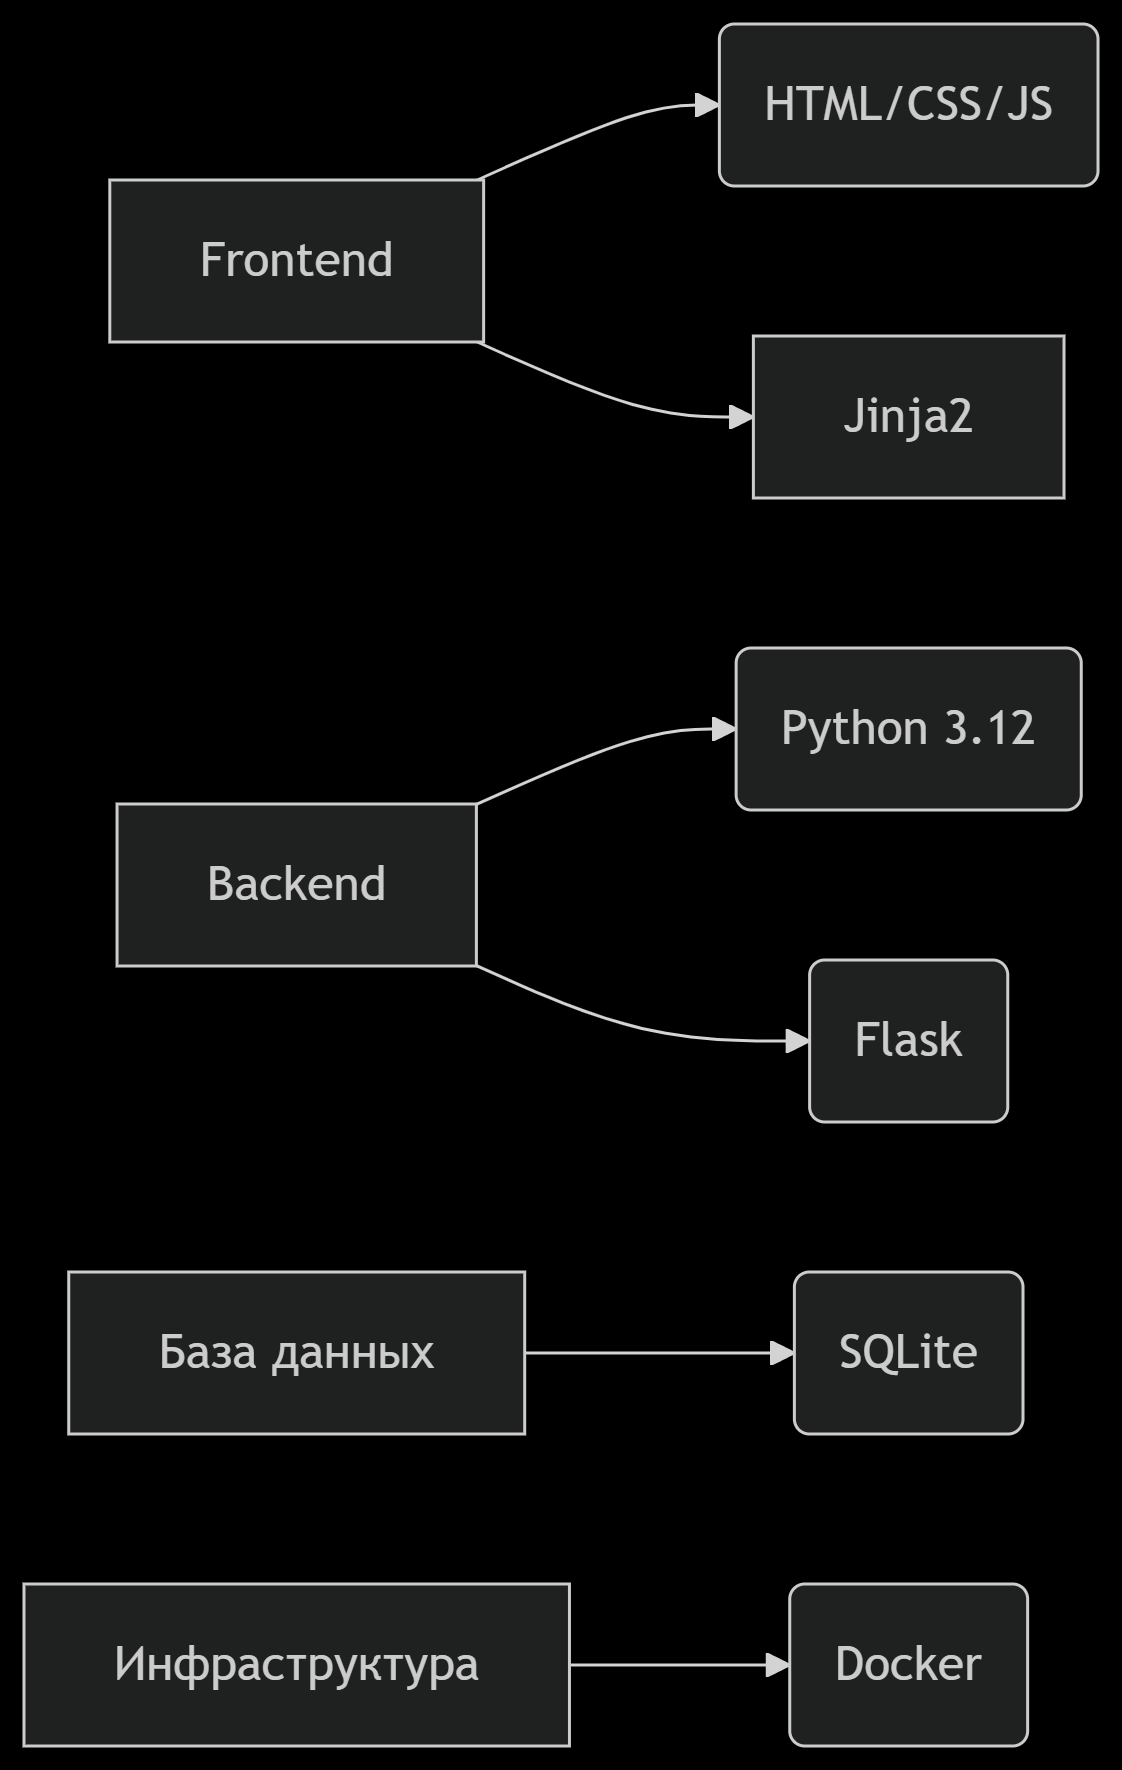 HTML/CSS/JS
Frontend
Jinja2
Python 3.12
Backend
Flask
База данных
SQLite
Инфраструктура
Docker